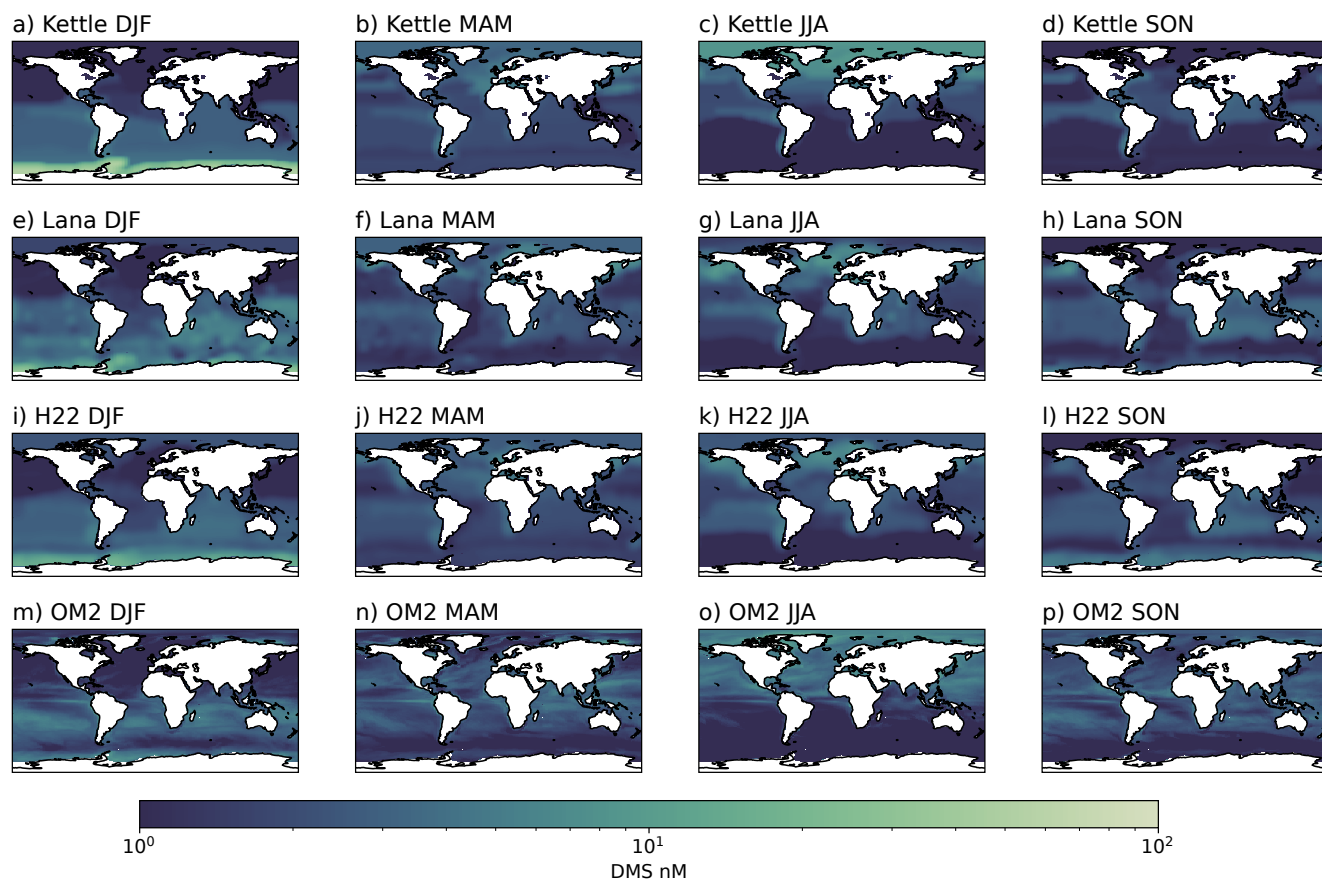 a) Kettle DJF
b) Kettle MAM
c) Kettle JJA
d) Kettle SON
e) Lana DJF
f) Lana MAM
g) Lana JJA
h) Lana SON
i) H22 DJF
j) H22 MAM
k) H22 JJA
l) H22 SON
m) OM2 DJF
n) OM2 MAM
o) OM2 JJA
p) OM2 SON
10⁰ 10¹ 10²
DMS nM